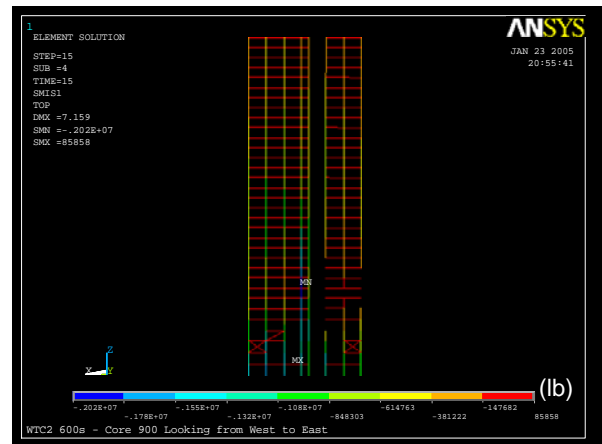 1
ELEMENT SOLUTION
STEP=15
SUB =4
TIME=15
SMIS1
TOP
DMX =7.159
SMN =-.202E+07
SMX =85858
ANSYS
JAN 23 2005
20:55:41
MN
MX
Z
X
Y
(lb)
-.202E+07 -.155E+07 -.108E+07 -614763 -147682
-.178E+07 -.132E+07 -848303 -381222 85858
WTC2 600s - Core 900 Looking from West to East